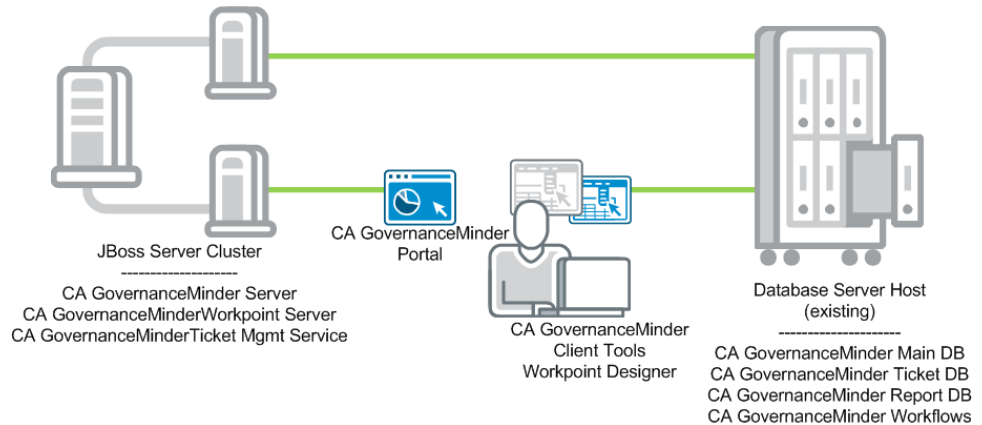 JBoss Server Cluster
--------------------
CA GovernanceMinder Server
CA GovernanceMinderWorkpoint Server
CA GovernanceMinderTicket Mgmt Service
CA GovernanceMinder
Portal
CA GovernanceMinder
Client Tools
Workpoint Designer
Database Server Host
(existing)
---------------------
CA GovernanceMinder Main DB
CA GovernanceMinder Ticket DB
CA GovernanceMinder Report DB
CA GovernanceMinder Workflows